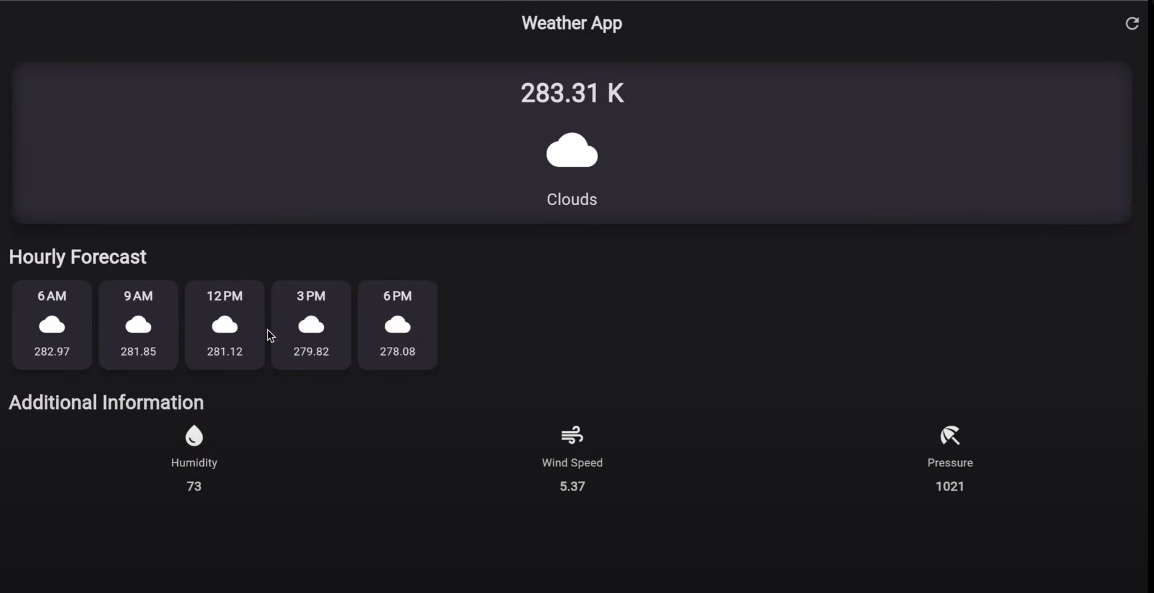 Weather App
283.31 K
Clouds
Hourly Forecast
6 AM 9 AM 12 PM 3 PM 6 PM
282.97 281.85 281.12 279.82 278.08
Additional Information
Humidity Wind Speed Pressure
73 5.37 1021